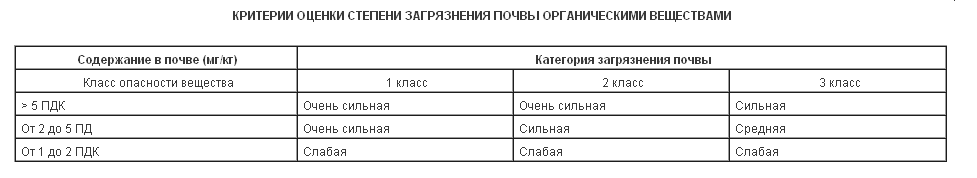 КРИТЕРИИ ОЦЕНКИ СТЕПЕНИ ЗАГРЯЗНЕНИЯ ПОЧВЫ ОРГАНИЧЕСКИМИ ВЕЩЕСТВАМИ
Содержание в почве (мг/кг) Категория загрязнения почвы
Класс опасности вещества 1 класс 2 класс 3 класс
> 5 ПДК Очень сильная Очень сильная Сильная
От 2 до 5 ПД Очень сильная Сильная Средняя
От 1 до 2 ПДК Слабая Слабая Слабая